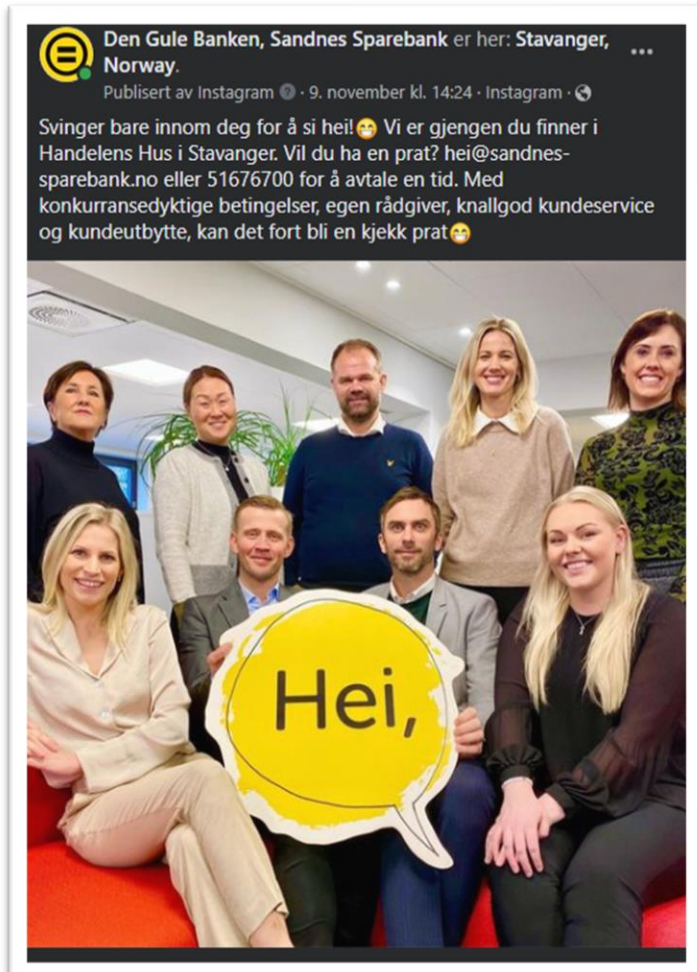 Den Gule Banken, Sandnes Sparebank er her: Stavanger,
Norway.
Publisert av Instagram · 9. november kl. 14:24 · Instagram ·
Svinger bare innom deg for å si hei!😁 Vi er gjengen du finner i
Handelens Hus i Stavanger. Vil du ha en prat? hei@sandnes-
sparebank.no eller 51676700 for å avtale en tid. Med
konkurransedyktige betingelser, egen rådgiver, knallgod kundeservice
og kundeutbytte, kan det fort bli en kjekk prat😁
Hei,